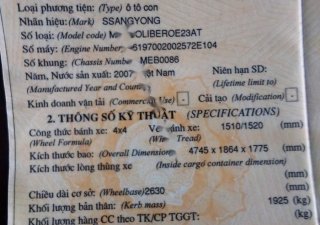 Loại phương tiện: (Type) ô tô con
Nhãn hiệu: (Mark) SSANGYONG
Số loại: (Model code) OLIBEROE23AT
Số máy: (Engine Number) 6197002002572E104
Số khung: (Chassis Number MEB0086
Năm, Nước sản xuất: 2007 Việt Nam Niên hạn SD:
(Manufactured Year and Country (Lifetime limit to)
Kinh doanh vận tải (Commercial Use) - Cải tạo (Modification) -
2. THÔNG SỐ KỸ THUẬT (SPECIFICATIONS)
Công thức bánh xe: 4x4 Vết bánh xe: 1510/1520 (mm)
(Wheel Formula) (Wheel Tread)
Kích thước bao: (Overall Dimension) 4745 x 1864 x 1775 (mm)
Kích thước lòng thùng xe (Inside cargo container dimension)
(mm)
Chiều dài cơ sở: (Wheelbase) 2630 (mm)
Khối lượng bản thân: (Kerb mass) 1925 (kg)
Khối lượng hàng CC theo TK/CP TGGT: (kg)